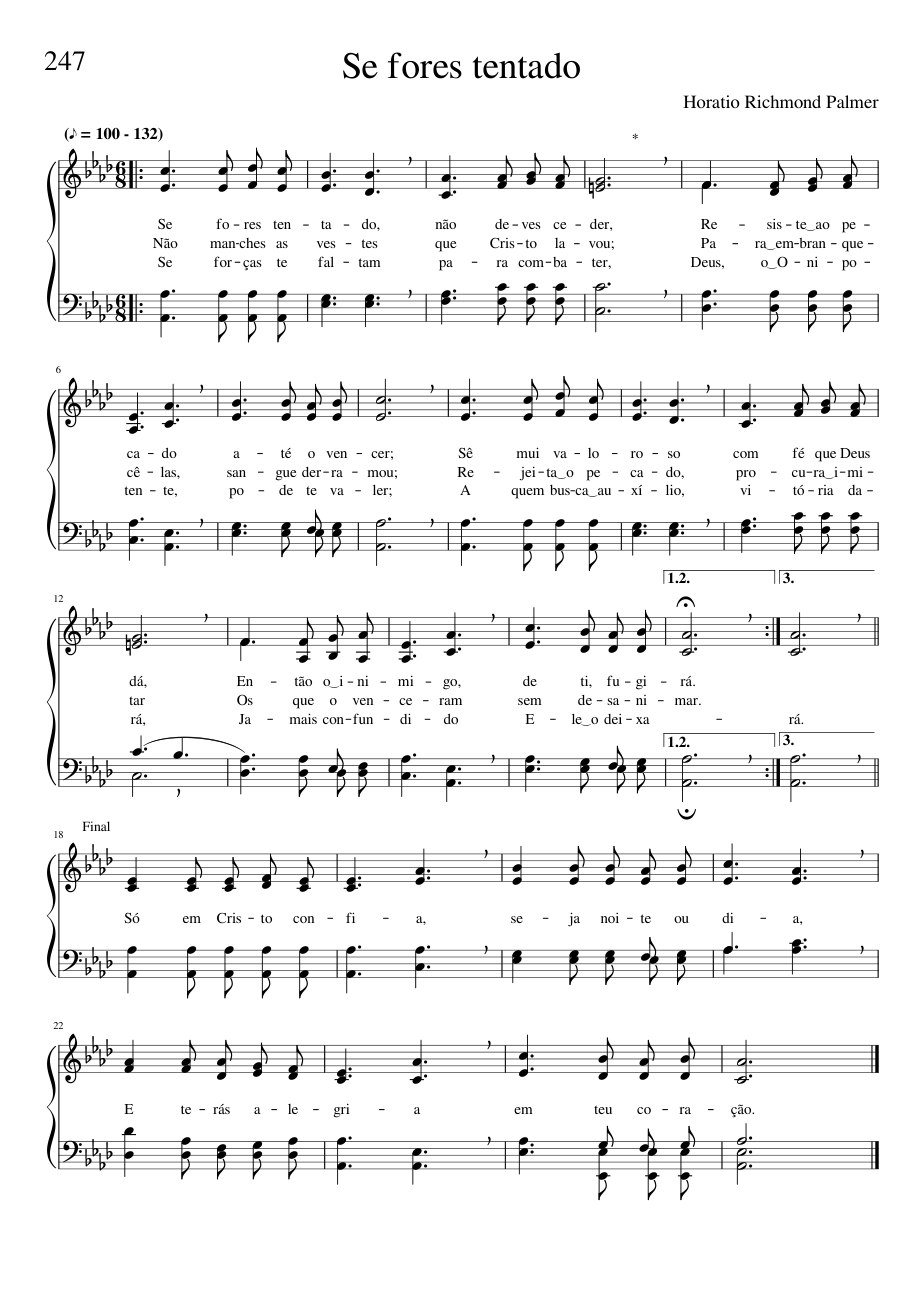 247
Se fores tentado
Horatio Richmond Palmer
(♪ = 100 - 132)
*
Se fo - res ten - ta - do, não de - ves ce - der, Re - sis - te_ao pe -
Não man - ches as ves - tes que Cris - to la - vou; Pa - ra_em - bran - que -
Se for - ças te fal - tam pa - ra com - ba - ter, Deus, o_O - ni - po -
6
ca - do a - té o ven - cer; Sê mui va - lo - ro - so com fé que Deus
cê - las, san - gue der - ra - mou; Re - jei - ta_o pe - ca - do, pro - cu - ra_i - mi -
ten - te, po - de te va - ler; A quem bus - ca_au - xí - lio, vi - tó - ria da -
1.2. 3.
12
dá, En - tão o_i - ni - mi - go, de ti, fu - gi - rá.
tar Os que o ven - ce - ram sem de - sa - ni - mar.
rá, Ja - mais con - fun - di - do E - le_o dei - xa - rá.
1.2. 3.
Final
18
Só em Cris - to con - fi - a, se - ja noi - te ou di - a,
22
E te - rás a - le - gri - a em teu co - ra - ção.